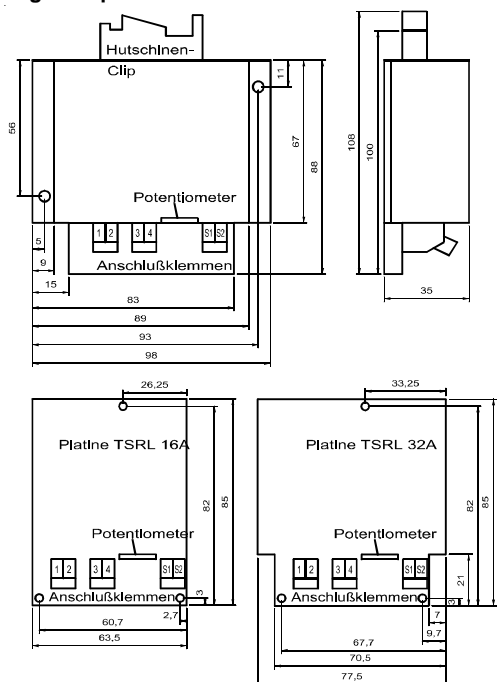 Hutschinen-
Clip
11
56
67
88
108
100
Potentiometer
1 2 3 4 S1 S2
Anschlußklemmen
5
9
15
83
89
93
98
35
26,25
33,25
Platine TSRL 16A
Platine TSRL 32A
82
85
82
85
Potentiometer
Potentiometer
1 2 3 4 S1 S2
1 2 3 4 S1 S2
21
Anschlußklemmen
3
Anschlußklemmen
3
2,7
7
60,7
9,7
63,5
67,7
70,5
77,5